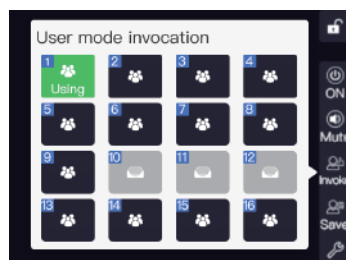 User mode invocation
1 2 3 4
Using
ON
5 6 7 8
Mute
9 10 11 12
Invoke
13 14 15 16
Save